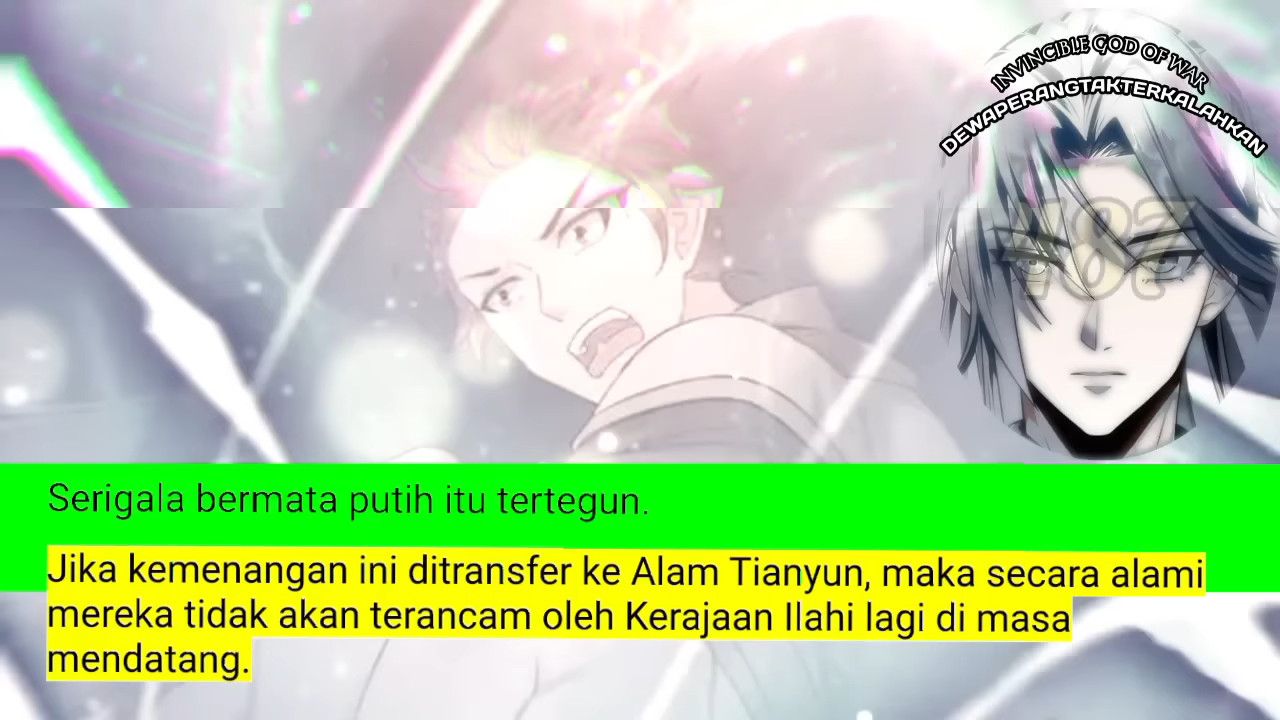 INVINCIBLE GOD OF WAR
DEWAPERANGTAKTERKALAHKAN
787
Serigala bermata putih itu tertegun.
Jika kemenangan ini ditransfer ke Alam Tianyun, maka secara alami
mereka tidak akan terancam oleh Kerajaan Ilahi lagi di masa
mendatang.